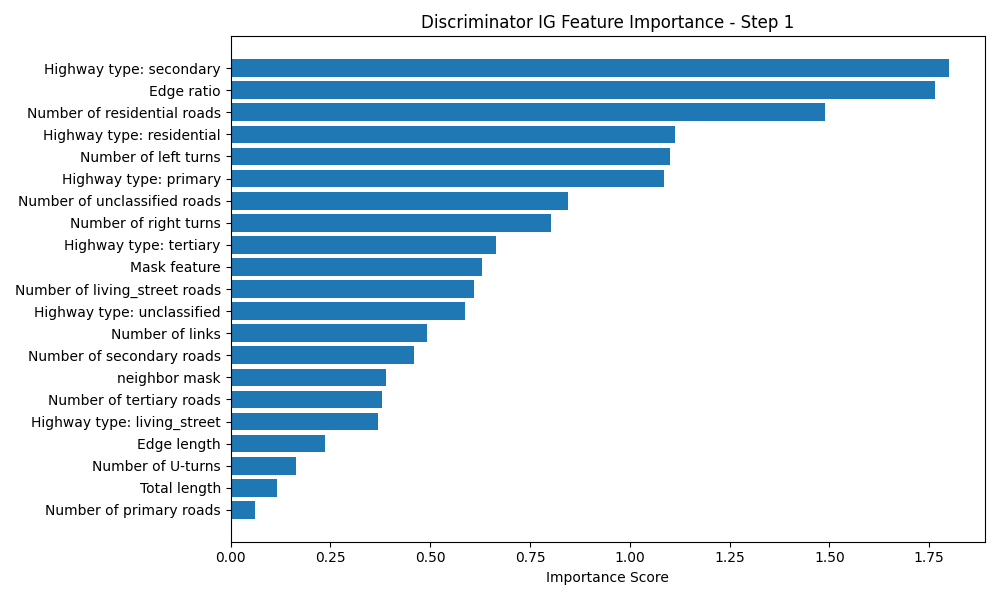 Discriminator IG Feature Importance - Step 1
Highway type: secondary
Edge ratio
Number of residential roads
Highway type: residential
Number of left turns
Highway type: primary
Number of unclassified roads
Number of right turns
Highway type: tertiary
Mask feature
Number of living_street roads
Highway type: unclassified
Number of links
Number of secondary roads
neighbor mask
Number of tertiary roads
Highway type: living_street
Edge length
Number of U-turns
Total length
Number of primary roads
0.00 0.25 0.50 0.75 1.00 1.25 1.50 1.75
Importance Score